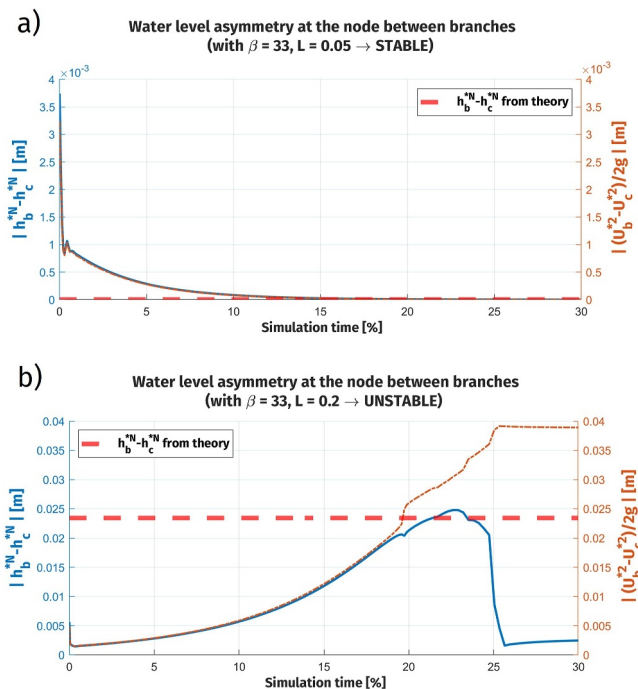 a)
Water level asymmetry at the node between branches
(with β = 33, L = 0.05 → STABLE)
×10⁻³
×10⁻³
4
3.5
3
2.5
2
1.5
1
0.5
0
| h_b^{*N}-h_c^{*N} | [m]
h_b^{*N}-h_c^{*N} from theory
4
3.5
3
2.5
2
1.5
1
0.5
0
| (U_b^{*2}-U_c^{*2})/2g | [m]
0 5 10 15 20 25 30
Simulation time [%]
b)
Water level asymmetry at the node between branches
(with β = 33, L = 0.2 → UNSTABLE)
0.04
0.035
0.03
0.025
0.02
0.015
0.01
0.005
0
| h_b^{*N}-h_c^{*N} | [m]
h_b^{*N}-h_c^{*N} from theory
0.04
0.035
0.03
0.025
0.02
0.015
0.01
0.005
0
| (U_b^{*2}-U_c^{*2})/2g | [m]
0 5 10 15 20 25 30
Simulation time [%]